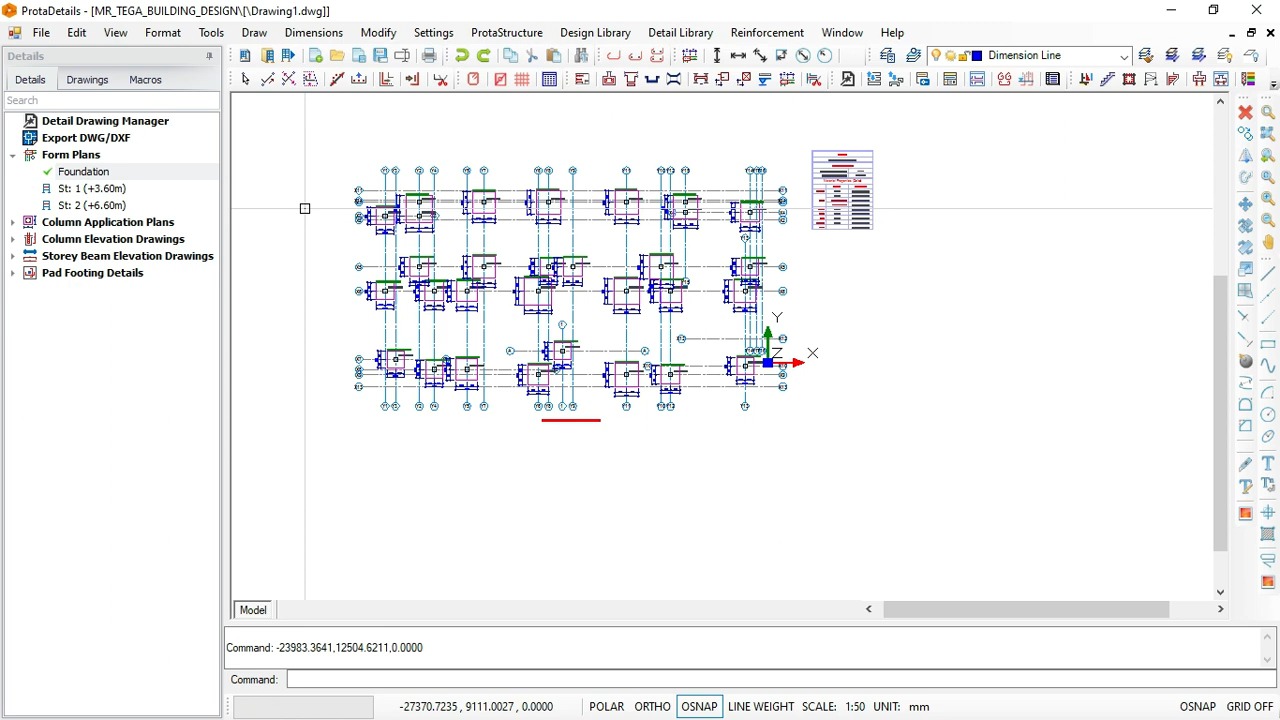 ProtaDetails - [MR_TEGA_BUILDING_DESIGN\[\Drawing1.dwg]]
File Edit View Format Tools Draw Dimensions Modify Settings ProtaStructure Design Library Detail Library Reinforcement Window Help
Details
Dimension Line
Details Drawings Macros
Search
Detail Drawing Manager
Export DWG/DXF
Form Plans
Foundation
St: 1 (+3.60m)
St: 2 (+6.60m)
Column Application Plans
Column Elevation Drawings
Storey Beam Elevation Drawings
Pad Footing Details
Y
Z X
Model
Command: -23983.3641,12504.6211,0.0000
Command:
-27370.7235 , 9111.0027 , 0.0000 POLAR ORTHO OSNAP LINE WEIGHT SCALE: 1:50 UNIT: mm OSNAP GRID OFF